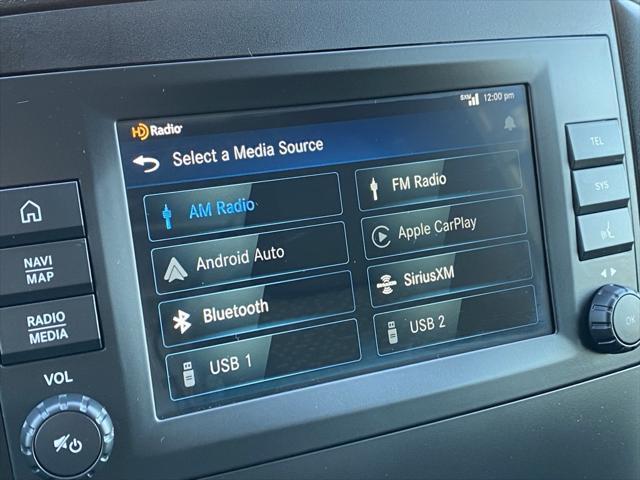 HD Radio
SXM 12:00 pm
Select a Media Source
AM Radio
FM Radio
Android Auto
Apple CarPlay
Bluetooth
SiriusXM
USB 1
USB 2
NAVI
MAP
RADIO
MEDIA
VOL
TEL
SYS
OK